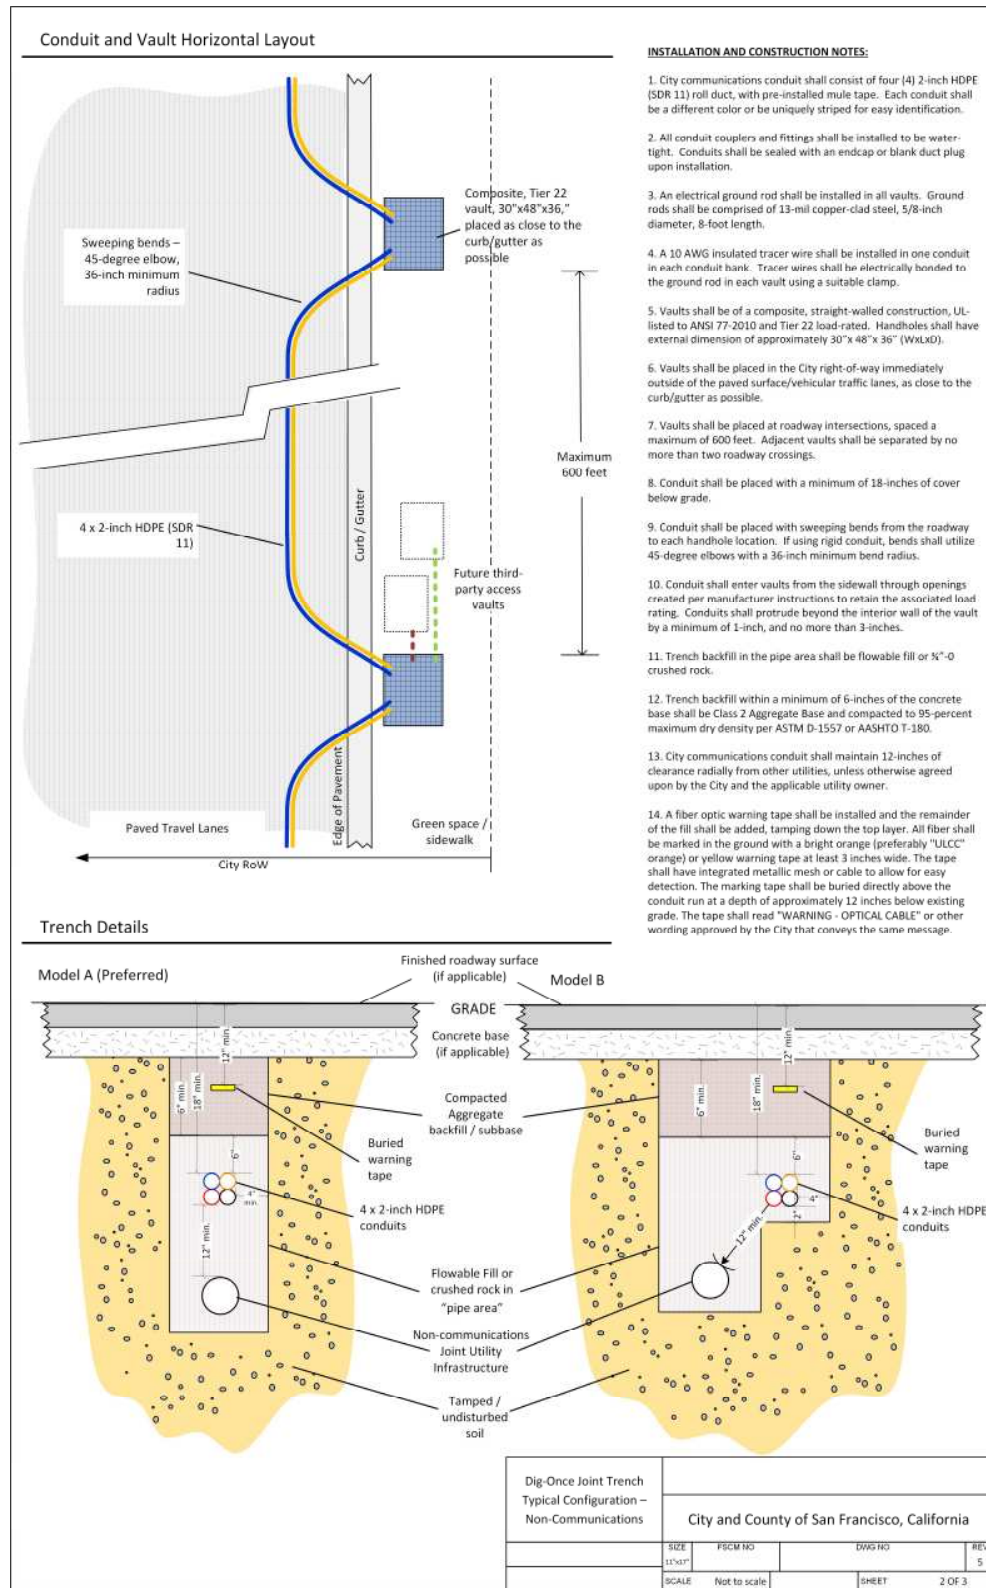 Conduit and Vault Horizontal Layout
Composite, Tier 22
vault, 30"x48"x36,"
placed as close to the
curb/gutter as
possible
Sweeping bends –
45-degree elbow,
36-inch minimum
radius
Maximum
600 feet
4 x 2-inch HDPE (SDR
11)
Curb / Gutter
Future third-
party access
vaults
Edge of Pavement
Paved Travel Lanes
Green space /
sidewalk
City RoW
INSTALLATION AND CONSTRUCTION NOTES:
1. City communications conduit shall consist of four (4) 2-inch HDPE
(SDR 11) roll duct, with pre-installed mule tape. Each conduit shall
be a different color or be uniquely striped for easy identification.
2. All conduit couplers and fittings shall be installed to be water-
tight. Conduits shall be sealed with an endcap or blank duct plug
upon installation.
3. An electrical ground rod shall be installed in all vaults. Ground
rods shall be comprised of 13-mil copper-clad steel, 5/8-inch
diameter, 8-foot length.
4. A 10 AWG insulated tracer wire shall be installed in one conduit
in each conduit bank. Tracer wires shall be electrically bonded to
the ground rod in each vault using a suitable clamp.
5. Vaults shall be of a composite, straight-walled construction, UL-
listed to ANSI 77-2010 and Tier 22 load-rated. Handholes shall have
external dimension of approximately 30"x 48"x 36" (WxLxD).
6. Vaults shall be placed in the City right-of-way immediately
outside of the paved surface/vehicular traffic lanes, as close to the
curb/gutter as possible.
7. Vaults shall be placed at roadway intersections, spaced a
maximum of 600 feet. Adjacent vaults shall be separated by no
more than two roadway crossings.
8. Conduit shall be placed with a minimum of 18-inches of cover
below grade.
9. Conduit shall be placed with sweeping bends from the roadway
to each handhole location. If using rigid conduit, bends shall utilize
45-degree elbows with a 36-inch minimum bend radius.
10. Conduit shall enter vaults from the sidewall through openings
created per manufacturer instructions to retain the associated load
rating. Conduits shall protrude beyond the interior wall of the vault
by a minimum of 1-inch, and no more than 3-inches.
11. Trench backfill in the pipe area shall be flowable fill or ¾"-0
crushed rock.
12. Trench backfill within a minimum of 6-inches of the concrete
base shall be Class 2 Aggregate Base and compacted to 95-percent
maximum dry density per ASTM D-1557 or AASHTO T-180.
13. City communications conduit shall maintain 12-inches of
clearance radially from other utilities, unless otherwise agreed
upon by the City and the applicable utility owner.
14. A fiber optic warning tape shall be installed and the remainder
of the fill shall be added, tamping down the top layer. All fiber shall
be marked in the ground with a bright orange (preferably "ULCC"
orange) or yellow warning tape at least 3 inches wide. The tape
shall have integrated metallic mesh or cable to allow for easy
detection. The marking tape shall be buried directly above the
conduit run at a depth of approximately 12 inches below existing
grade. The tape shall read "WARNING - OPTICAL CABLE" or other
wording approved by the City that conveys the same message.
Trench Details
Model A (Preferred)
Finished roadway surface
(if applicable)
Model B
GRADE
Concrete base
(if applicable)
12" min.
6" min.
18" min.
6"
4"
min.
12" min.
Compacted
Aggregate
backfill / subbase
Buried
warning
tape
4 x 2-inch HDPE
conduits
Flowable Fill or
crushed rock in
"pipe area"
Non-communications
Joint Utility
Infrastructure
Tamped /
undisturbed
soil
12" min.
6" min.
18" min.
6"
4"
2"
12" min.
Buried
warning
tape
4 x 2-inch HDPE
conduits
Dig-Once Joint Trench
Typical Configuration –
Non-Communications
City and County of San Francisco, California
SIZE
11"x17"
FSCM NO
DWG NO
REV
5
SCALE
Not to scale
SHEET
2 OF 3